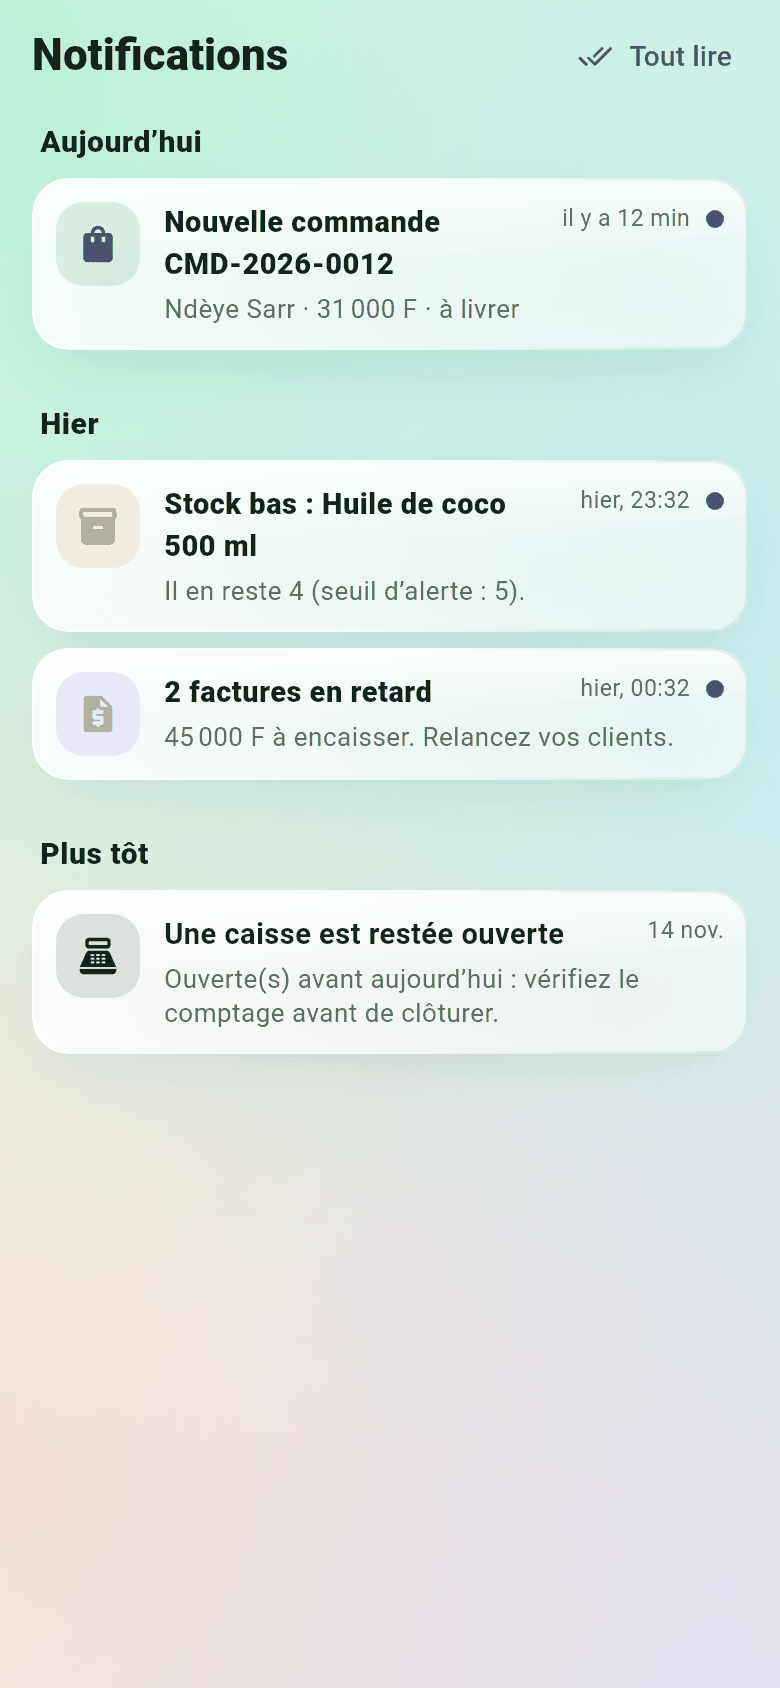 Notifications
Tout lire
Aujourd’hui
Nouvelle commande
CMD-2026-0012
il y a 12 min
Ndèye Sarr · 31 000 F · à livrer
Hier
Stock bas : Huile de coco
500 ml
hier, 23:32
Il en reste 4 (seuil d’alerte : 5).
2 factures en retard
hier, 00:32
45 000 F à encaisser. Relancez vos clients.
Plus tôt
Une caisse est restée ouverte
14 nov.
Ouverte(s) avant aujourd’hui : vérifiez le
comptage avant de clôturer.